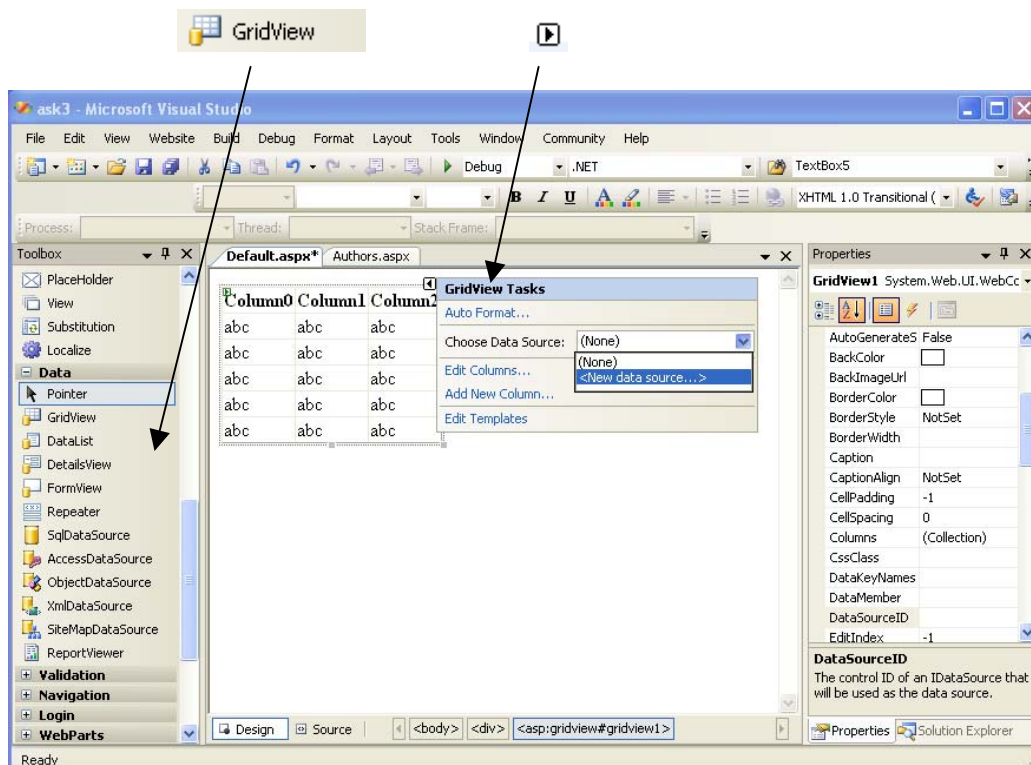 GridView
ask3 - Microsoft Visual Studio
File Edit View Website Build Debug Format Layout Tools Window Community Help
Debug .NET TextBox5
B I U A XHTML 1.0 Transitional (
Process: Thread: Stack Frame:
Toolbox
PlaceHolder
View
Substitution
Localize
Data
Pointer
GridView
DataList
DetailsView
FormView
Repeater
SqlDataSource
AccessDataSource
ObjectDataSource
XmlDataSource
SiteMapDataSource
ReportViewer
Validation
Navigation
Login
WebParts
Default.aspx* Authors.aspx
Column0 Column1 Column2
abc abc abc
abc abc abc
abc abc abc
abc abc abc
abc abc abc
GridView Tasks
Auto Format...
Choose Data Source: (None)
(None)
<New data source...>
Edit Columns...
Add New Column...
Edit Templates
Design Source <body> <div> <asp:gridview#gridview1>
Properties
GridView1 System.Web.UI.WebCc
AutoGenerateS False
BackColor
BackImageUrl
BorderColor
BorderStyle NotSet
BorderWidth
Caption
CaptionAlign NotSet
CellPadding -1
CellSpacing 0
Columns (Collection)
CssClass
DataKeyNames
DataMember
DataSourceID
EditIndex -1
DataSourceID
The control ID of an IDataSource that
will be used as the data source.
Properties Solution Explorer
Ready